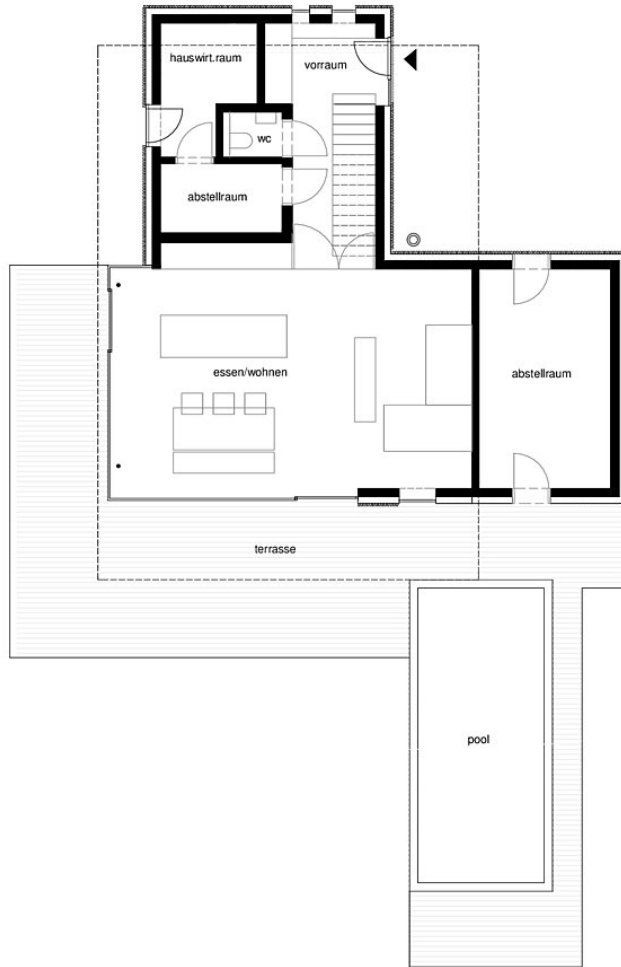 hauswirt.raum
vorraum
wc
abstellraum
essen/wohnen
abstellraum
terrasse
pool